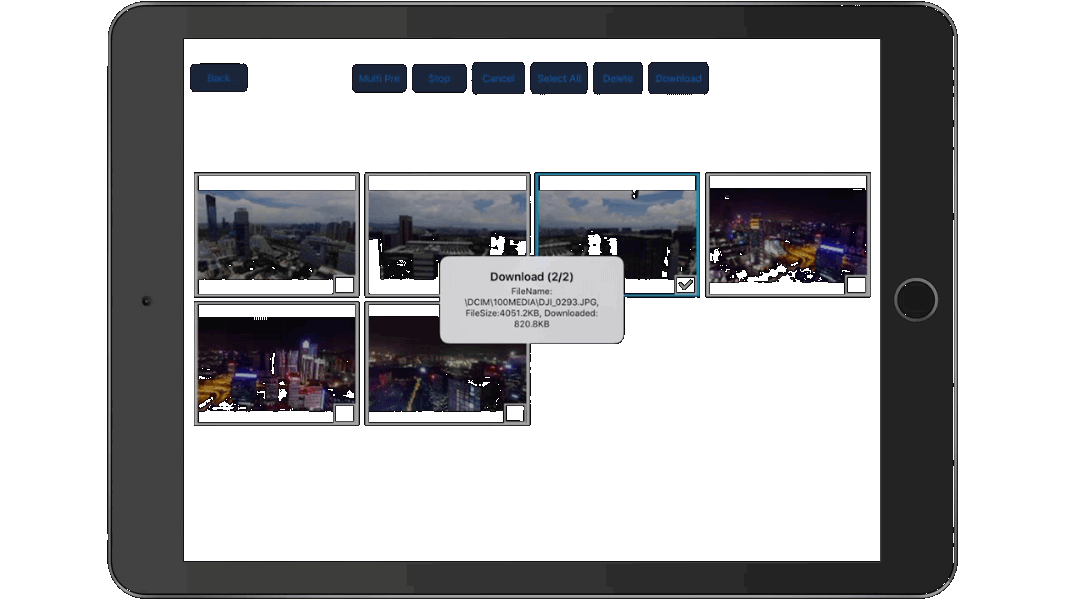 Back
Multi Pre
Stop
Cancel
Select All
Delete
Download
Download (2/2)
FileName:
\DCIM\100MEDIA\DJI_0293.JPG,
FileSize:4051.2KB, Downloaded:
820.8KB